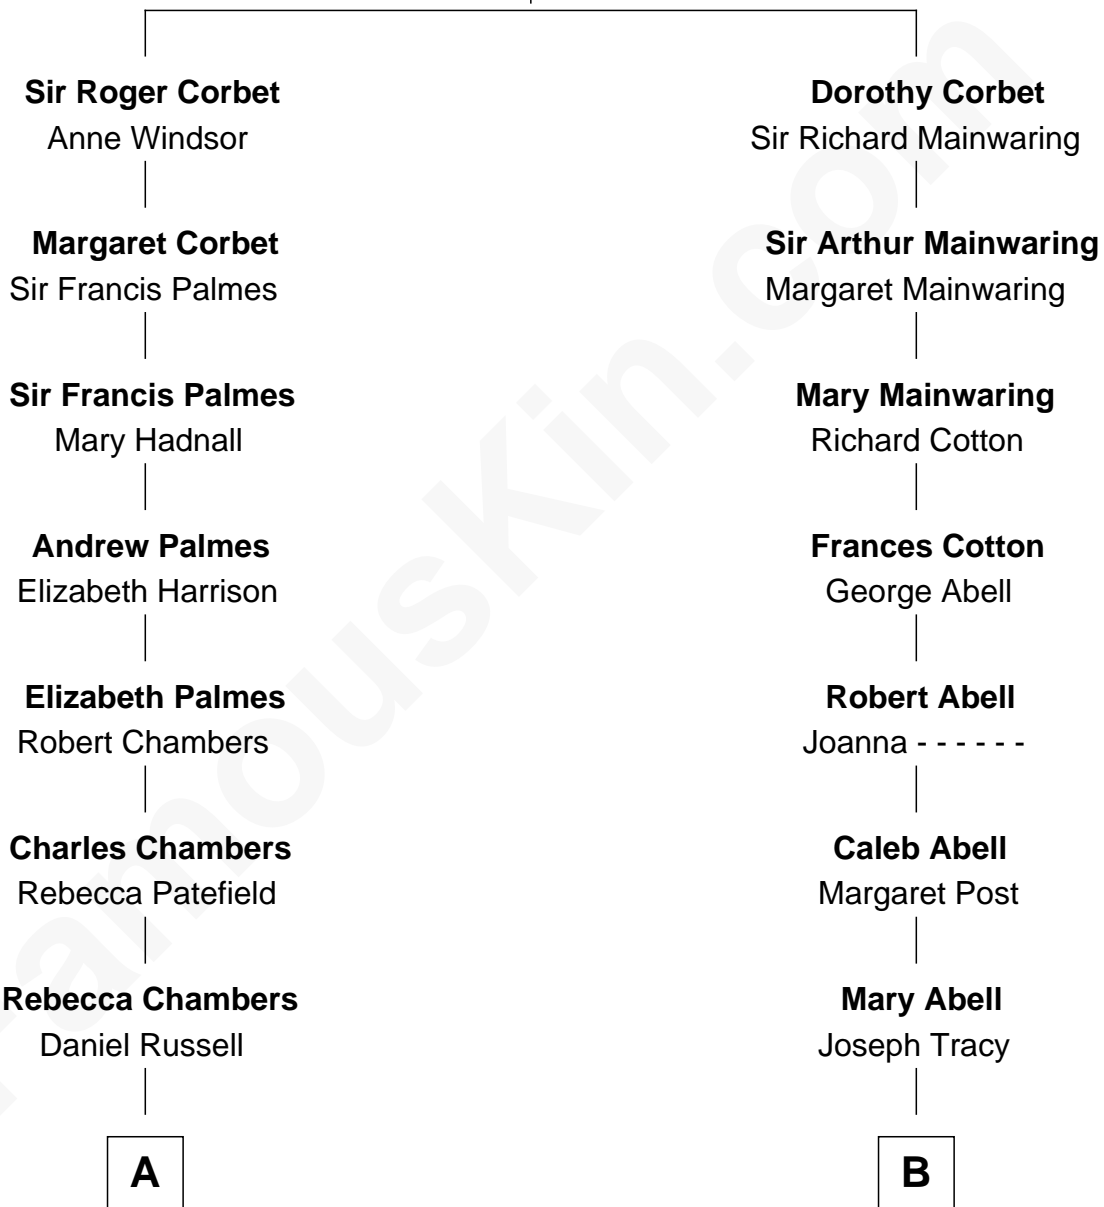 Sir Roger Corbet
Anne Windsor
Margaret Corbet
Sir Francis Palmes
Sir Francis Palmes
Mary Hadnall
Andrew Palmes
Elizabeth Harrison
Elizabeth Palmes
Robert Chambers
Charles Chambers
Rebecca Patefield
Rebecca Chambers
Daniel Russell
A
Dorothy Corbet
Sir Richard Mainwaring
Sir Arthur Mainwaring
Margaret Mainwaring
Mary Mainwaring
Richard Cotton
Frances Cotton
George Abell
Robert Abell
Joanna - - - - - -
Caleb Abell
Margaret Post
Mary Abell
Joseph Tracy
B
FamousKin.com